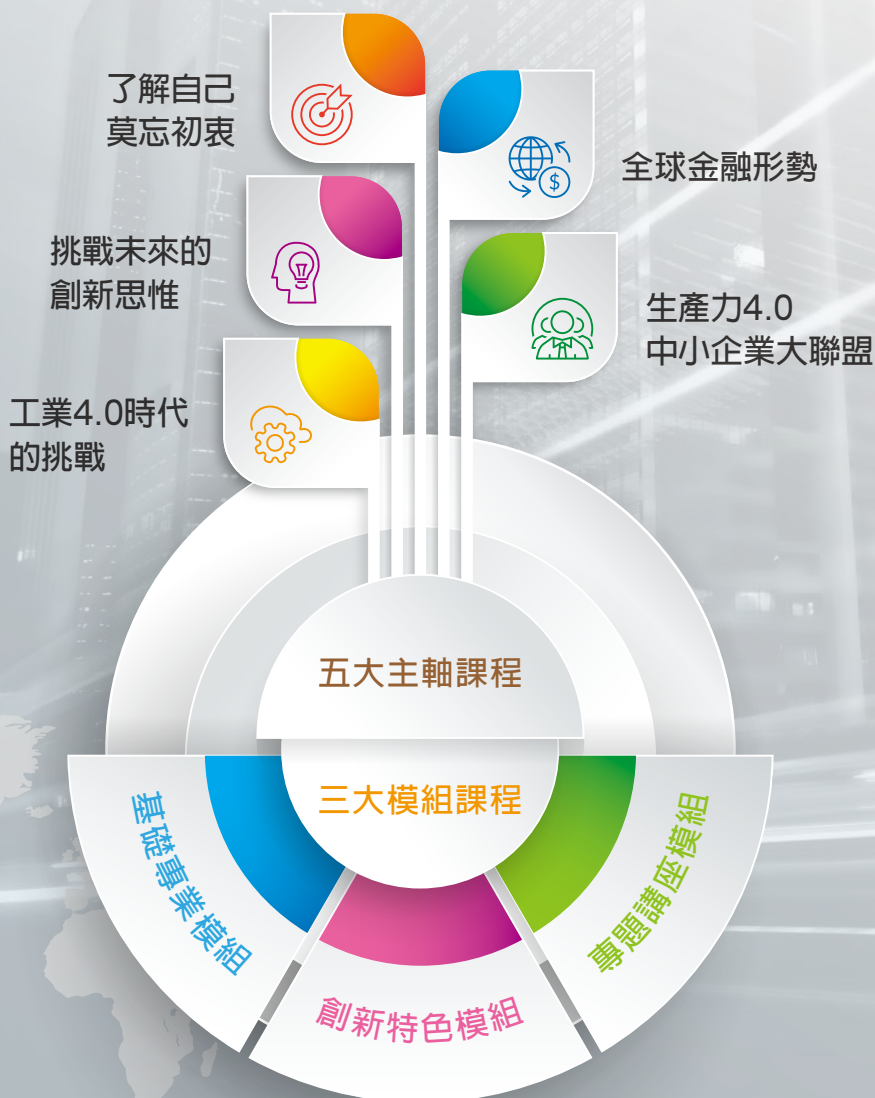 了解自己
莫忘初衷
全球金融形勢
挑戰未來的
創新思惟
生產力4.0
中小企業大聯盟
工業4.0時代
的挑戰
$
五大主軸課程
三大模組課程
基礎專業模組
創新特色模組
專題講座模組